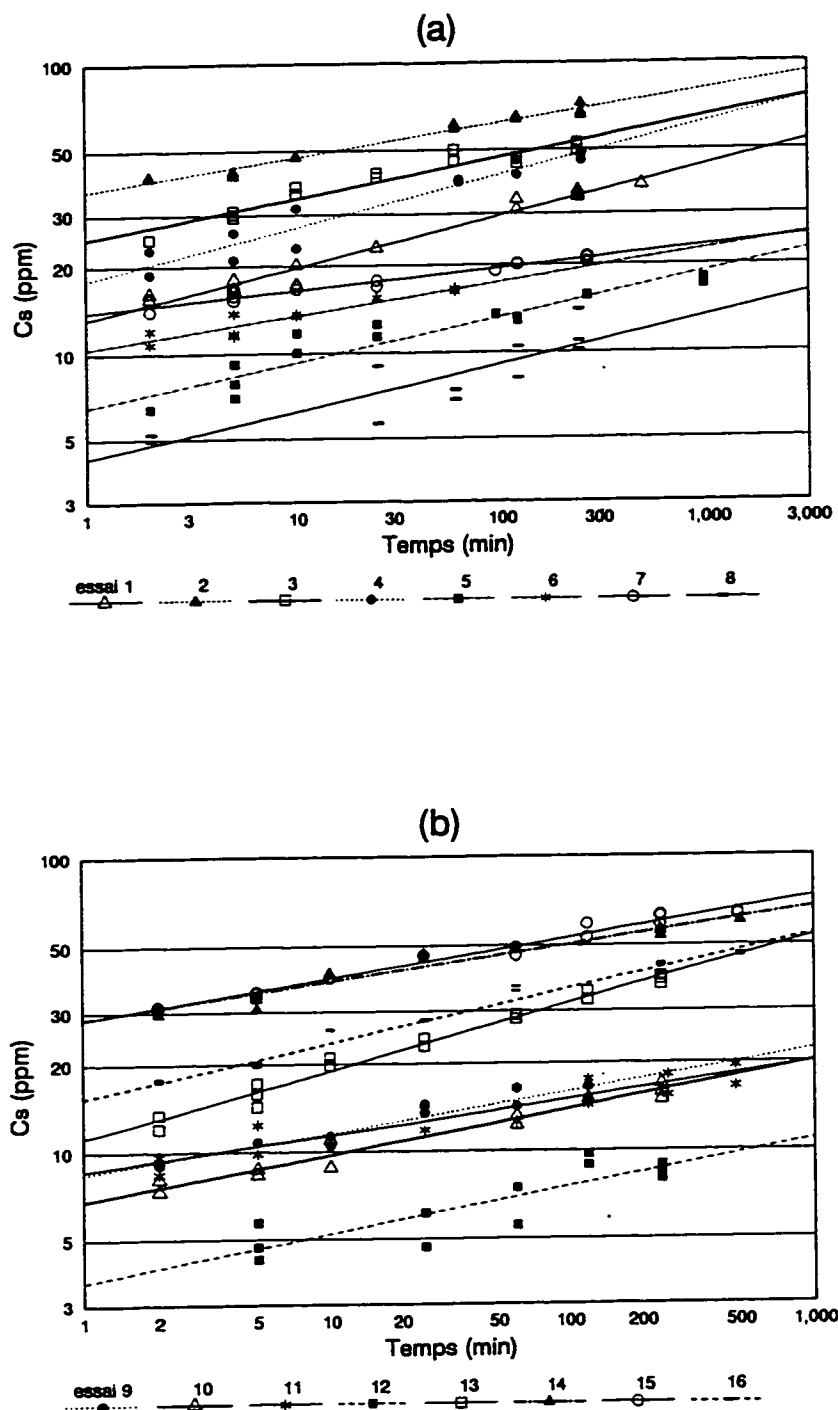 (a)
100
50
30
20
10
5
3
Cs (ppm)
1 3 10 30 100 300 1,000 3,000
Temps (min)
essai 1 2 3 4 5 6 7 8
(b)
100
50
30
20
10
5
3
Cs (ppm)
1 2 5 10 20 50 100 200 500 1,000
Temps (min)
essai 9 10 11 12 13 14 15 16